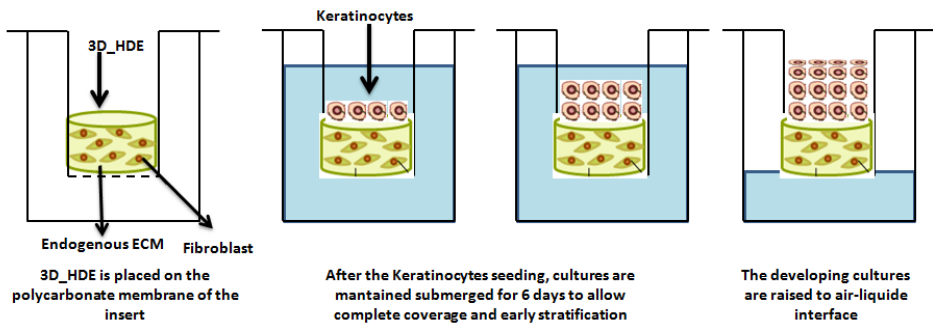 3D_HDE
Keratinocytes
Endogenous ECM
Fibroblast
3D_HDE is placed on the
polycarbonate membrane of the
insert
After the Keratinocytes seeding, cultures are
mantained submerged for 6 days to allow
complete coverage and early stratification
The developing cultures
are raised to air-liquide
interface